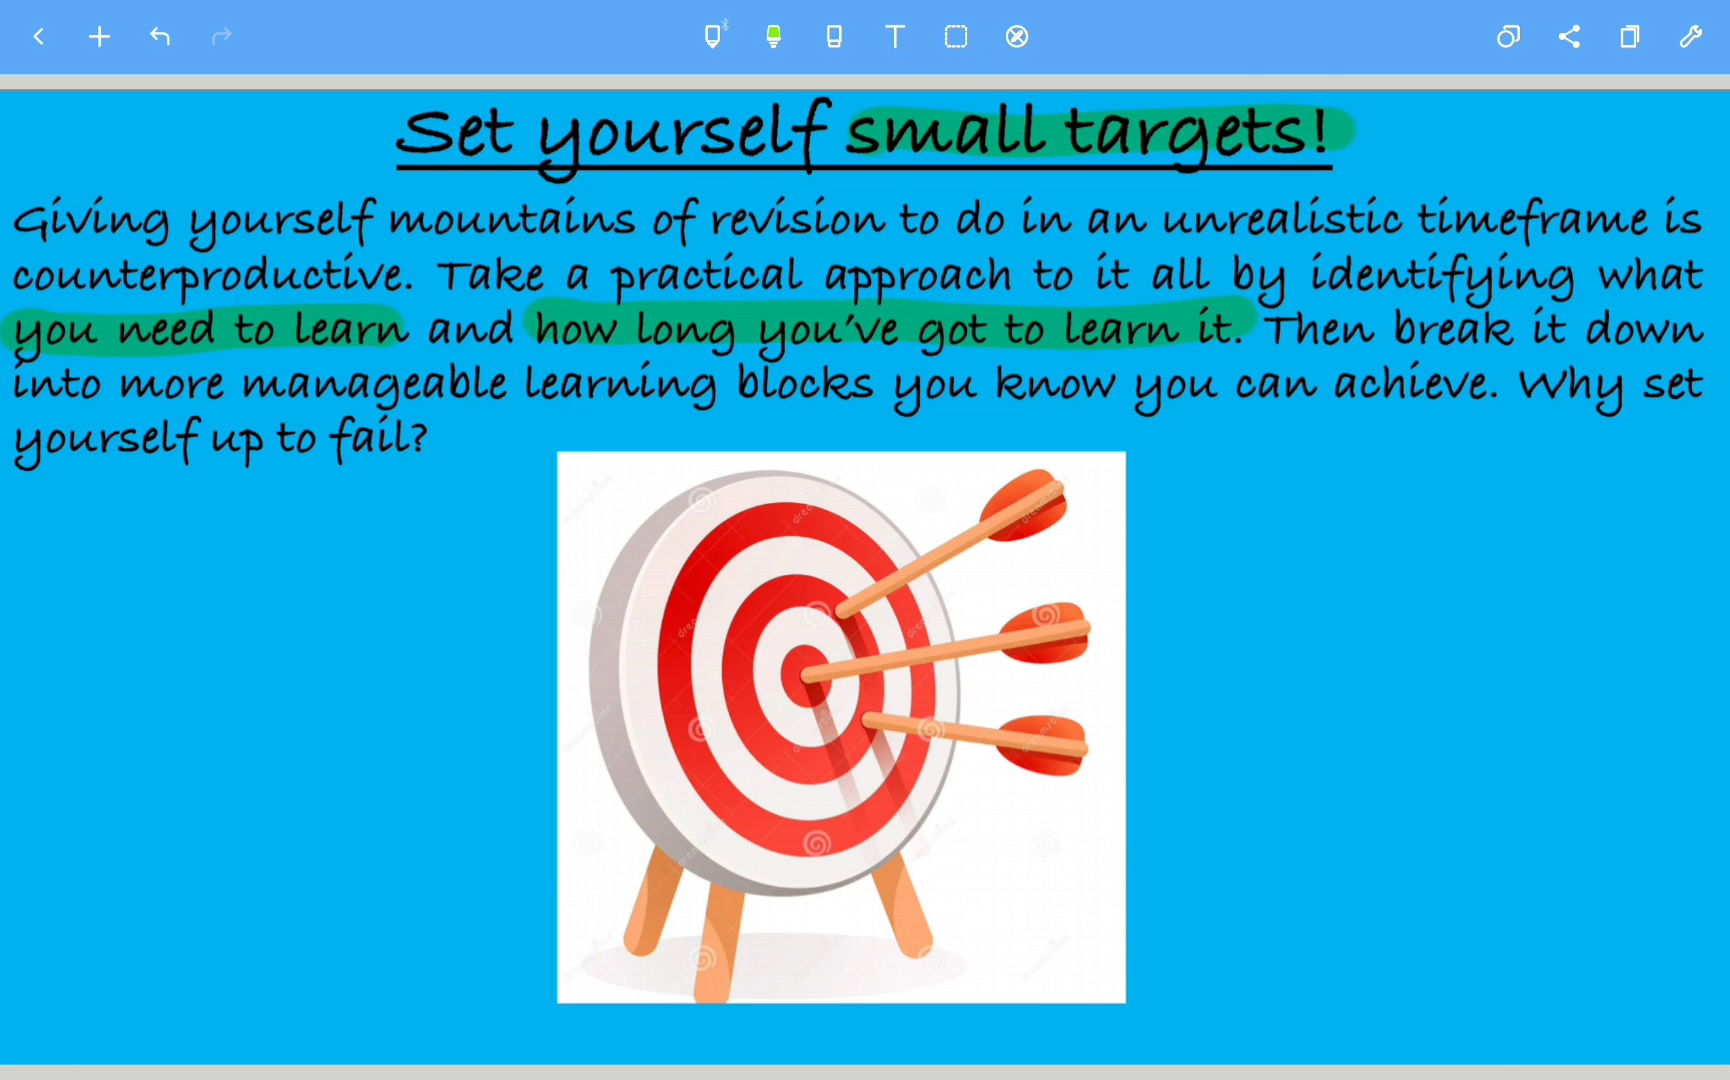 Set yourself small targets!
Giving yourself mountains of revision to do in an unrealistic timeframe is
counterproductive. Take a practical approach to it all by identifying what
you need to learn and how long you've got to learn it. Then break it down
into more manageable learning blocks you know you can achieve. Why set
yourself up to fail?